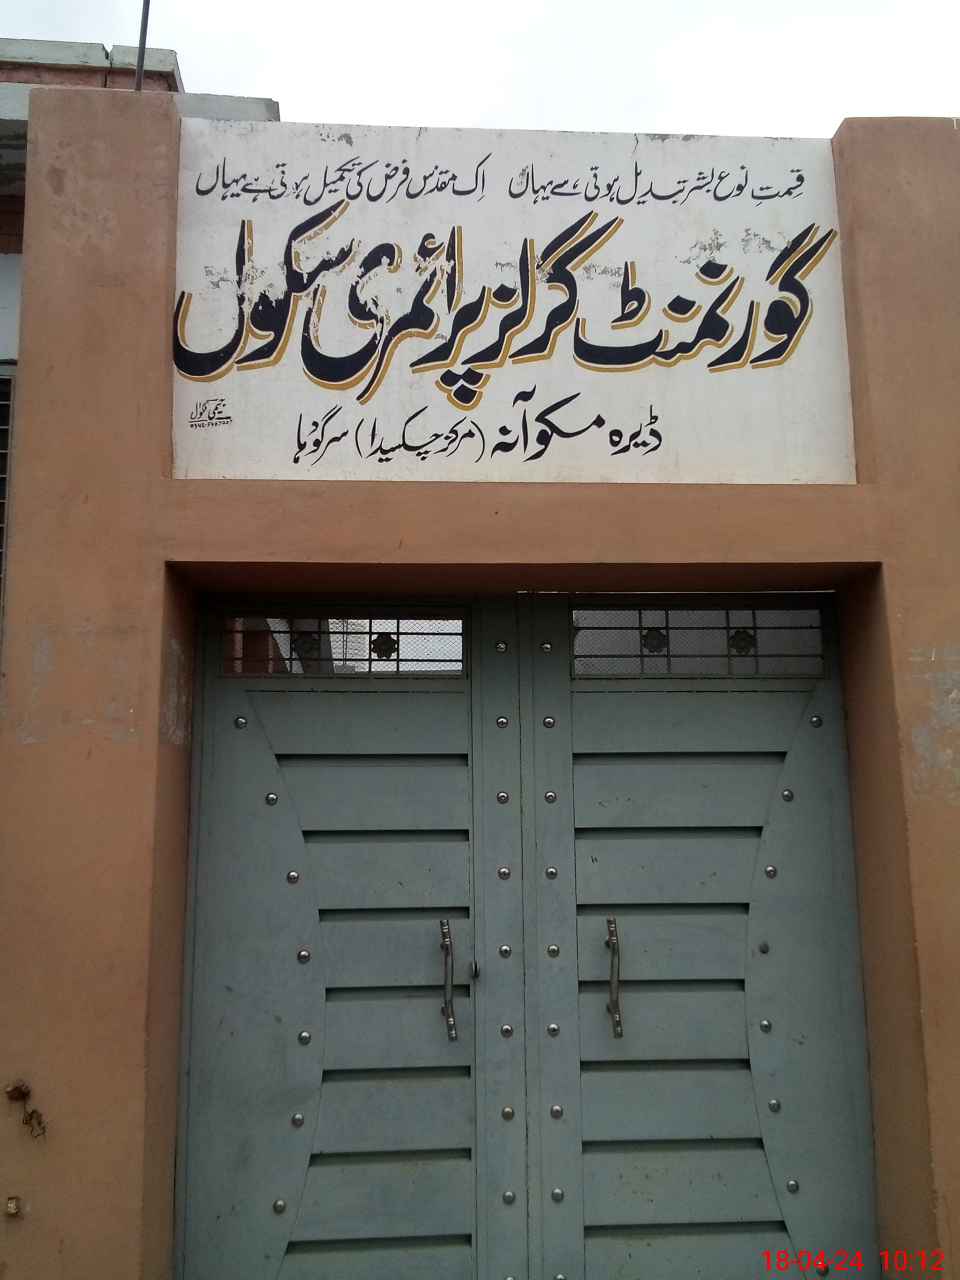 قسمتِ نوعِ بشر تبدیل ہوتی ہے یہاں اِک مقدس فرض کی تکمیل ہوتی ہے یہاں
گورنمنٹ گرلز پرائمری سکول
ڈیرہ مکوآنہ (مرکز چکسیدا) سرگودہا
18-04-24 10:12